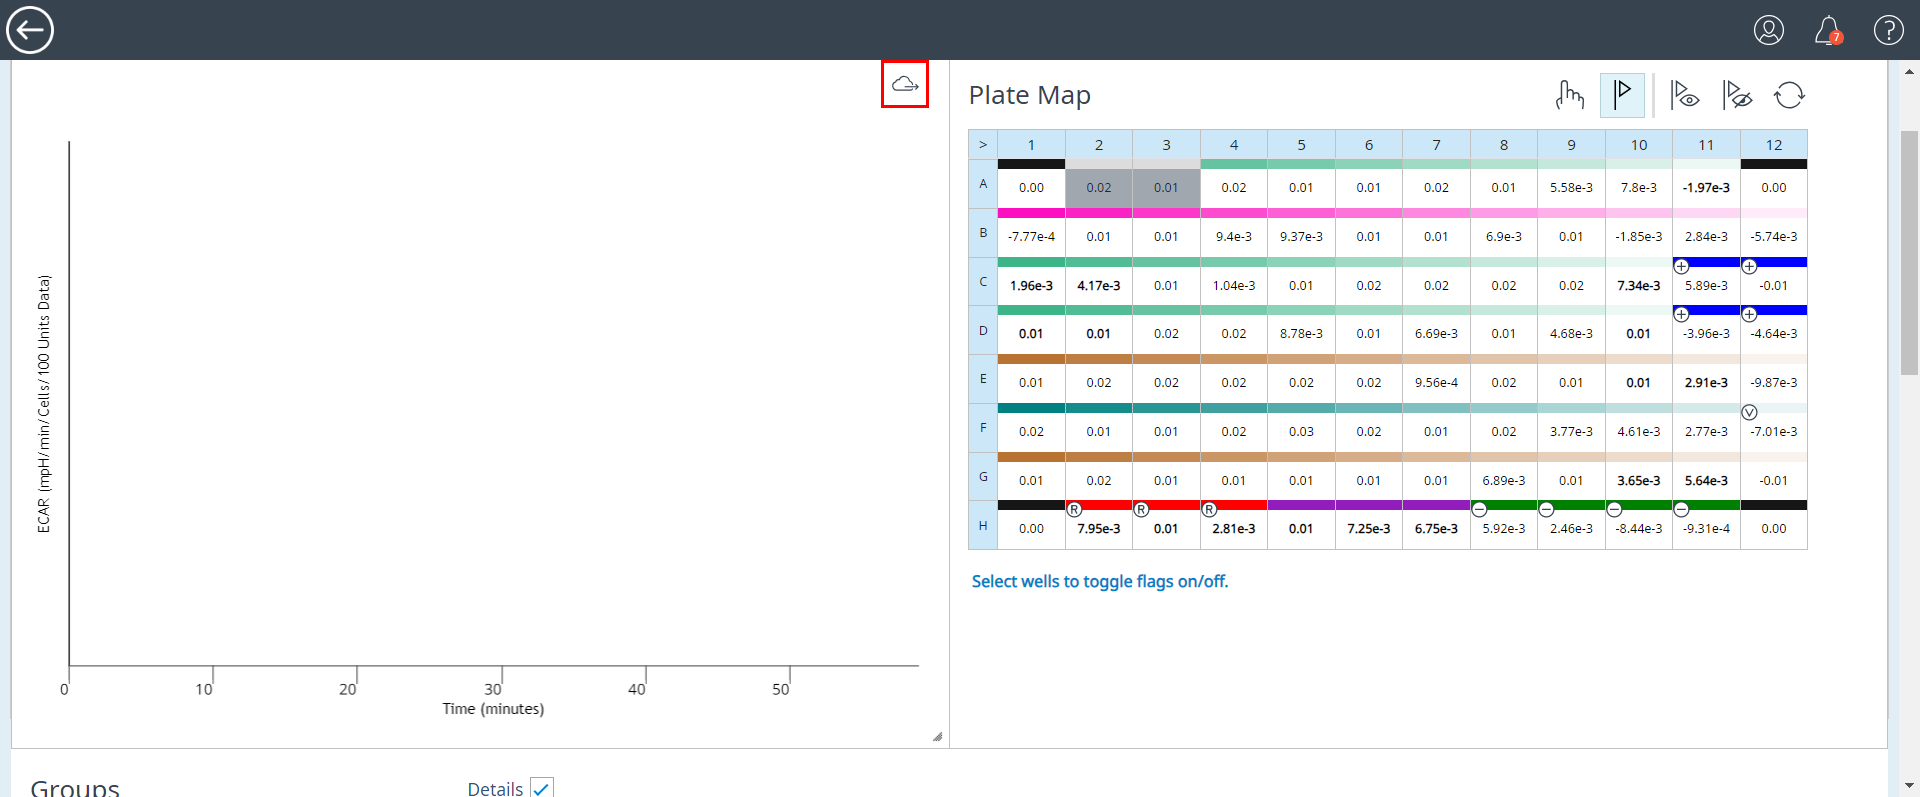 7
?
Plate Map
> 1 2 3 4 5 6 7 8 9 10 11 12
A 0.00 0.02 0.01 0.02 0.01 0.01 0.02 0.01 5.58e-3 7.8e-3 -1.97e-3 0.00
B -7.77e-4 0.01 0.01 9.4e-3 9.37e-3 0.01 0.01 6.9e-3 0.01 -1.85e-3 2.84e-3 -5.74e-3
+ +
C 1.96e-3 4.17e-3 0.01 1.04e-3 0.01 0.02 0.02 0.02 0.02 7.34e-3 5.89e-3 -0.01
+ +
D 0.01 0.01 0.02 0.02 8.78e-3 0.01 6.69e-3 0.01 4.68e-3 0.01 -3.96e-3 -4.64e-3
E 0.01 0.02 0.02 0.02 0.02 0.02 9.56e-4 0.02 0.01 0.01 2.91e-3 -9.87e-3
V
F 0.02 0.01 0.01 0.02 0.03 0.02 0.01 0.02 3.77e-3 4.61e-3 2.77e-3 -7.01e-3
G 0.01 0.02 0.01 0.01 0.01 0.01 0.01 6.89e-3 0.01 3.65e-3 5.64e-3 -0.01
R R R − − − −
H 0.00 7.95e-3 0.01 2.81e-3 0.01 7.25e-3 6.75e-3 5.92e-3 2.46e-3 -8.44e-3 -9.31e-4 0.00
Select wells to toggle flags on/off.
ECAR (mpH/min/Cells/100 Units Data)
0 10 20 30 40 50
Time (minutes)
Groups
Details